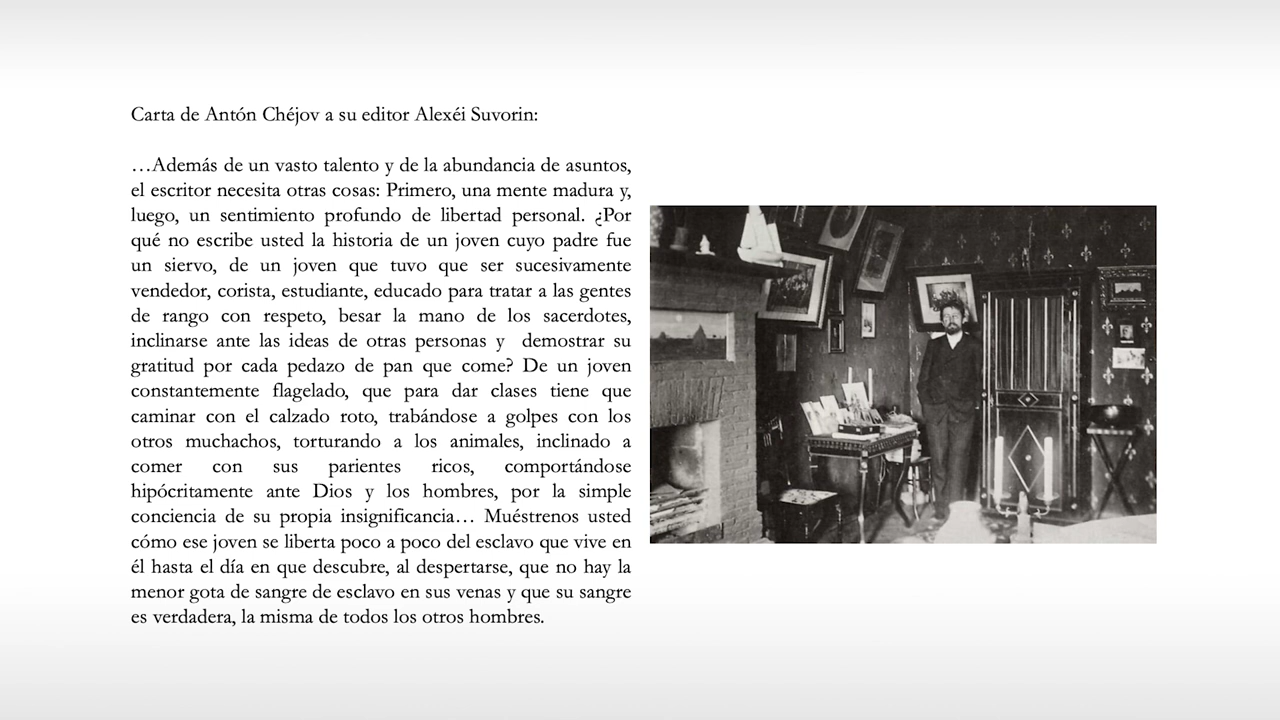 Carta de Antón Chéjov a su editor Alexéi Suvorin:
…Además de un vasto talento y de la abundancia de asuntos,
el escritor necesita otras cosas: Primero, una mente madura y,
luego, un sentimiento profundo de libertad personal. ¿Por
qué no escribe usted la historia de un joven cuyo padre fue
un siervo, de un joven que tuvo que ser sucesivamente
vendedor, corista, estudiante, educado para tratar a las gentes
de rango con respeto, besar la mano de los sacerdotes,
inclinarse ante las ideas de otras personas y demostrar su
gratitud por cada pedazo de pan que come? De un joven
constantemente flagelado, que para dar clases tiene que
caminar con el calzado roto, trabándose a golpes con los
otros muchachos, torturando a los animales, inclinado a
comer con sus parientes ricos, comportándose
hipócritamente ante Dios y los hombres, por la simple
conciencia de su propia insignificancia… Muéstrenos usted
cómo ese joven se liberta poco a poco del esclavo que vive en
él hasta el día en que descubre, al despertarse, que no hay la
menor gota de sangre de esclavo en sus venas y que su sangre
es verdadera, la misma de todos los otros hombres.